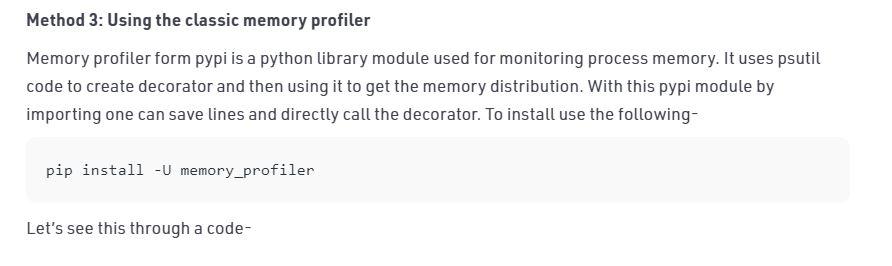 Method 3: Using the classic memory profiler
Memory profiler form pypi is a python library module used for monitoring process memory. It uses psutil
code to create decorator and then using it to get the memory distribution. With this pypi module by
importing one can save lines and directly call the decorator. To install use the following-
pip install -U memory_profiler
Let's see this through a code-